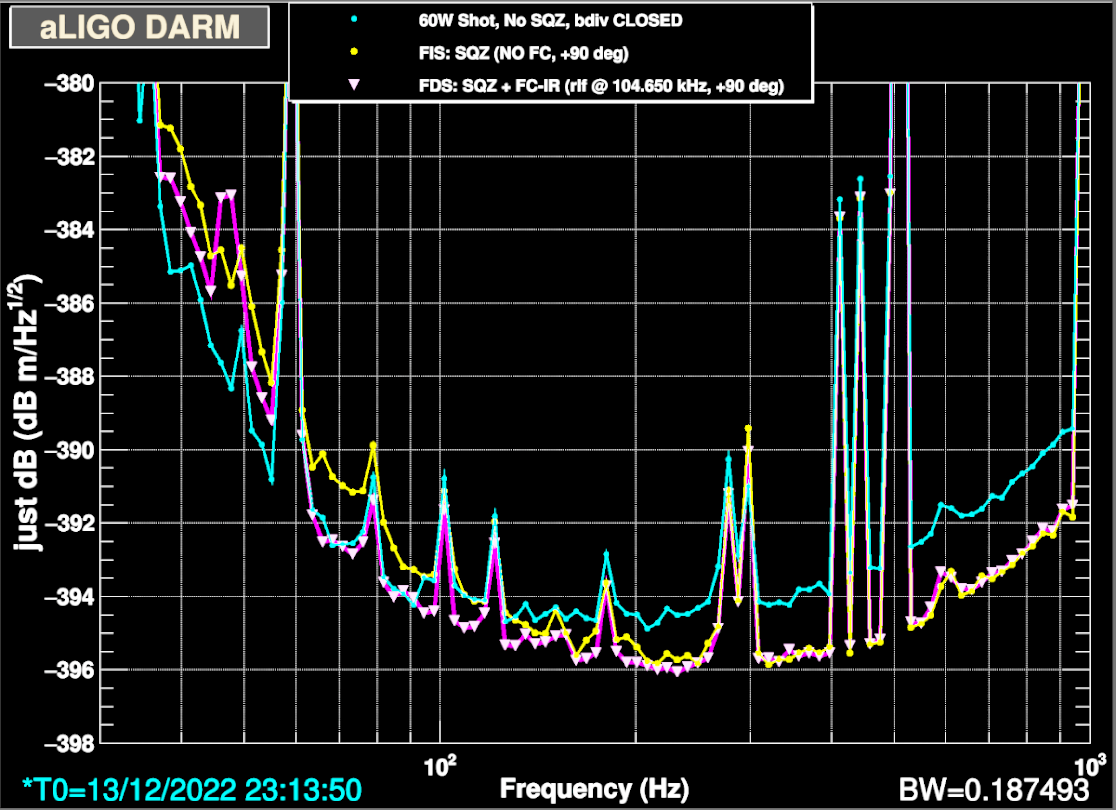 aLIGO DARM
60W Shot, No SQZ, bdiv CLOSED
FIS: SQZ (NO FC, +90 deg)
FDS: SQZ + FC-IR (rlf @ 104.650 kHz, +90 deg)
just dB (dB m/Hz^1/2)
−380
−382
−384
−386
−388
−390
−392
−394
−396
−398
10²
10³
Frequency (Hz)
*T0=13/12/2022 23:13:50
BW=0.187493